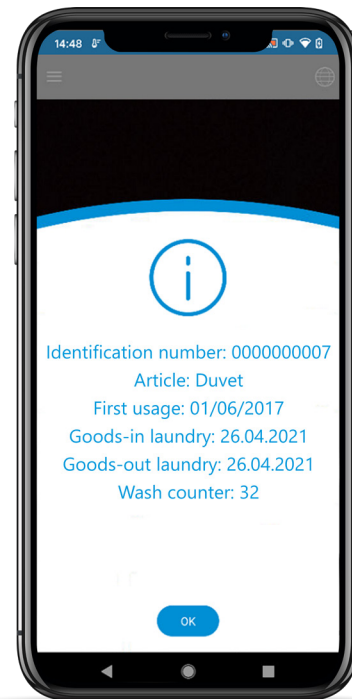 14:48
Identification number: 0000000007
Article: Duvet
First usage: 01/06/2017
Goods-in laundry: 26.04.2021
Goods-out laundry: 26.04.2021
Wash counter: 32
OK